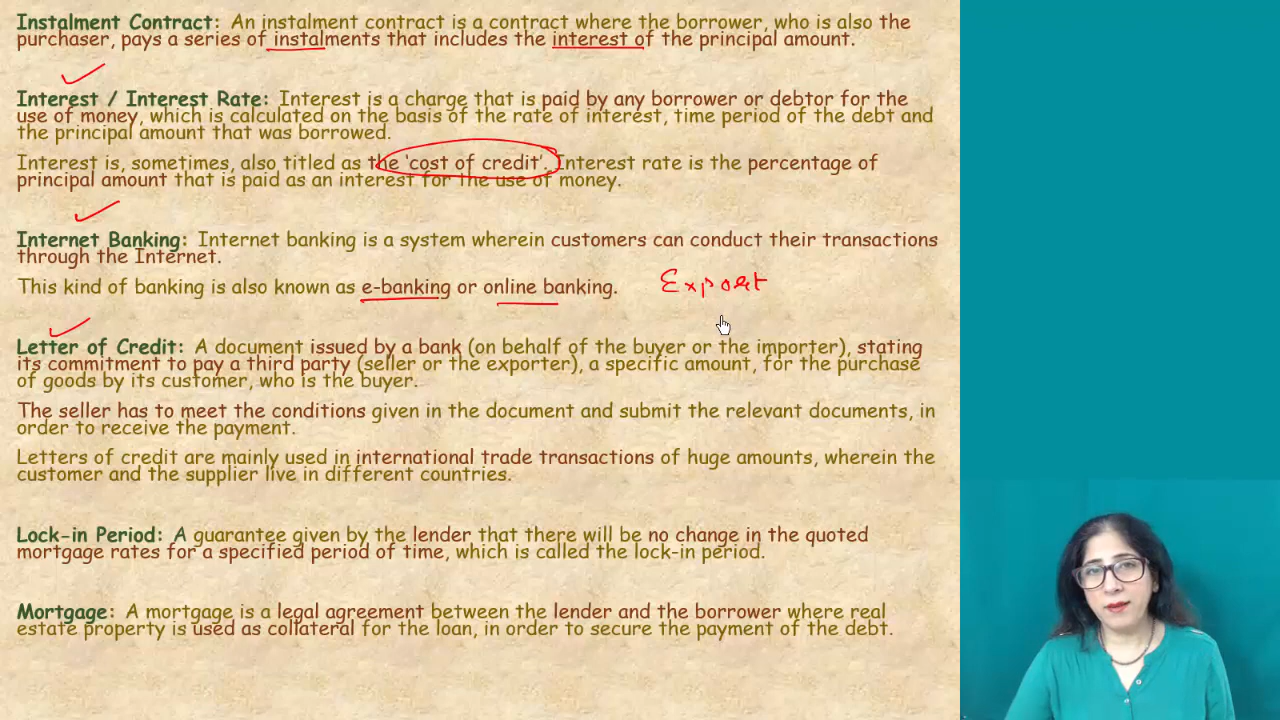 Instalment Contract: An instalment contract is a contract where the borrower, who is also the
purchaser, pays a series of instalments that includes the interest of the principal amount.
Interest / Interest Rate: Interest is a charge that is paid by any borrower or debtor for the
use of money, which is calculated on the basis of the rate of interest, time period of the debt and
the principal amount that was borrowed.
Interest is, sometimes, also titled as the ‘cost of credit’. Interest rate is the percentage of
principal amount that is paid as an interest for the use of money.
Internet Banking: Internet banking is a system wherein customers can conduct their transactions
through the Internet.
This kind of banking is also known as e-banking or online banking.
Export
Letter of Credit: A document issued by a bank (on behalf of the buyer or the importer), stating
its commitment to pay a third party (seller or the exporter), a specific amount, for the purchase
of goods by its customer, who is the buyer.
The seller has to meet the conditions given in the document and submit the relevant documents, in
order to receive the payment.
Letters of credit are mainly used in international trade transactions of huge amounts, wherein the
customer and the supplier live in different countries.
Lock-in Period: A guarantee given by the lender that there will be no change in the quoted
mortgage rates for a specified period of time, which is called the lock-in period.
Mortgage: A mortgage is a legal agreement between the lender and the borrower where real
estate property is used as collateral for the loan, in order to secure the payment of the debt.